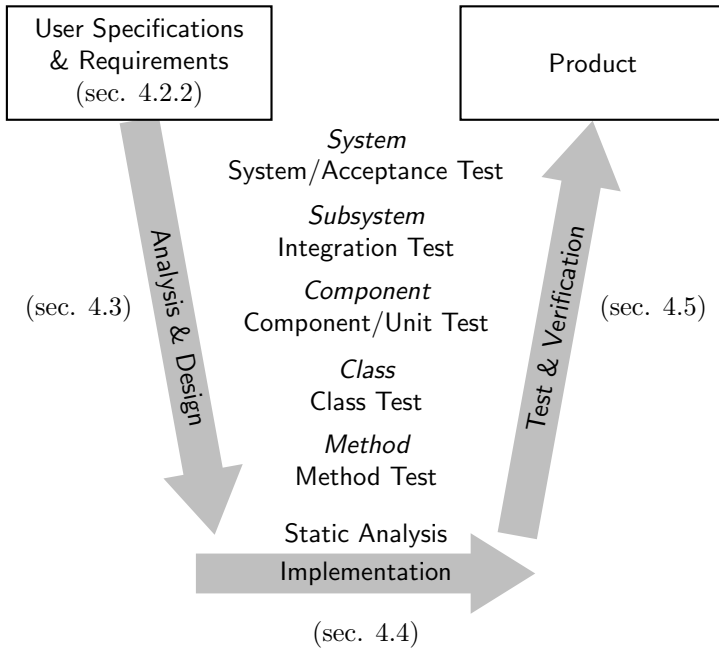 User Specifications
& Requirements
(sec. 4.2.2)
Product
System
System/Acceptance Test
Subsystem
Integration Test
Component
Component/Unit Test
Class
Class Test
Method
Method Test
Static Analysis
Analysis & Design
(sec. 4.3)
Test & Verification
(sec. 4.5)
Implementation
(sec. 4.4)